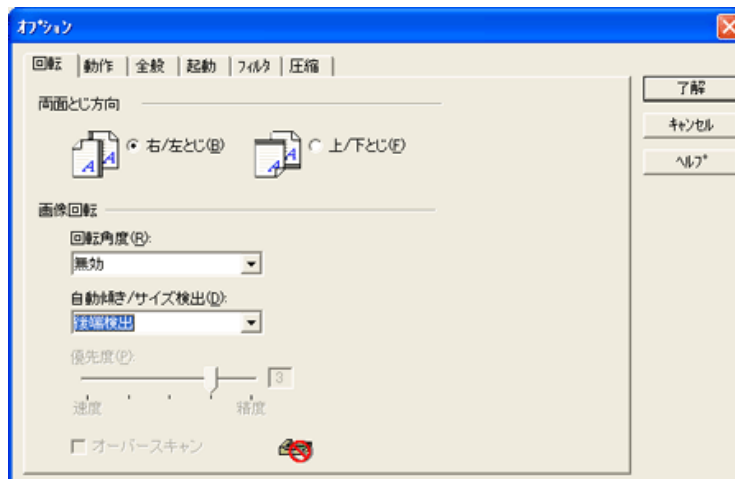 オプション
回転 動作 全般 起動 フィルタ 圧縮
了解
キャンセル
ヘルプ
両面とじ方向
A A 右/左とじ(B) A A 上/下とじ(F)
画像回転
回転角度(R):
無効
自動傾き/サイズ検出(D):
後端検出
優先度(P):
3
速度 精度
オーバースキャン